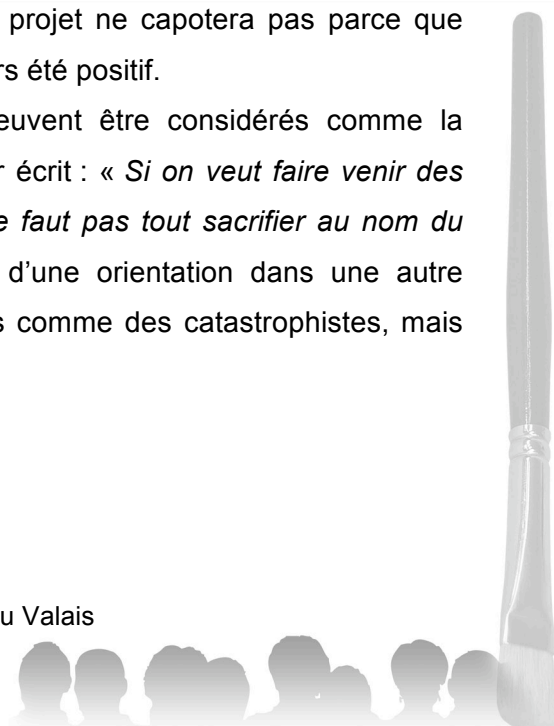 projet ne capotera pas parce que
rs été positif.
euvent être considérés comme la
r écrit : « Si on veut faire venir des
e faut pas tout sacrifier au nom du
d’une orientation dans une autre
s comme des catastrophistes, mais
u Valais